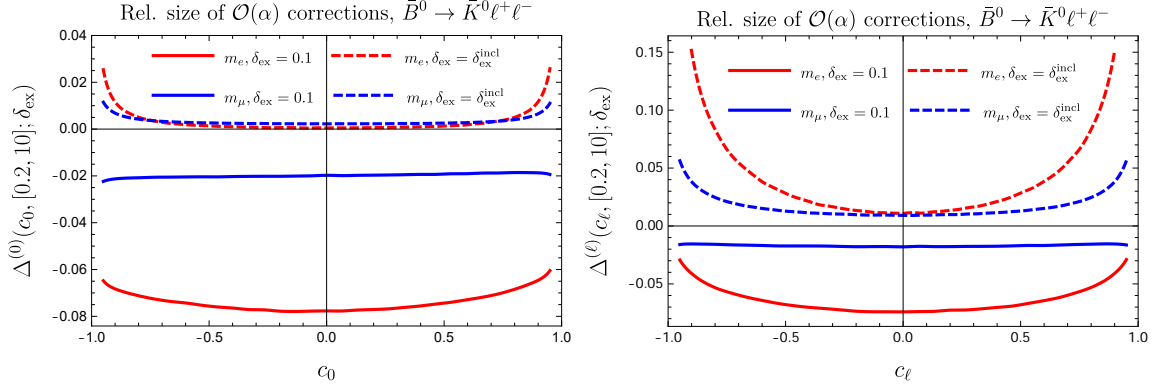 Rel. size of 𝒪(α) corrections, B̄⁰ → K̄⁰ℓ⁺ℓ⁻
0.04
0.02
0.00
−0.02
−0.04
−0.06
−0.08
m_e, δ_ex = 0.1
m_e, δ_ex = δ_ex^incl
m_μ, δ_ex = 0.1
m_μ, δ_ex = δ_ex^incl
Δ^(0)(c_0, [0.2, 10]; δ_ex)
−1.0 −0.5 0.0 0.5 1.0
c_0
Rel. size of 𝒪(α) corrections, B̄⁰ → K̄⁰ℓ⁺ℓ⁻
0.15
0.10
0.05
0.00
−0.05
m_e, δ_ex = 0.1
m_e, δ_ex = δ_ex^incl
m_μ, δ_ex = 0.1
m_μ, δ_ex = δ_ex^incl
Δ^(ℓ)(c_ℓ, [0.2, 10]; δ_ex)
−1.0 −0.5 0.0 0.5 1.0
c_ℓ